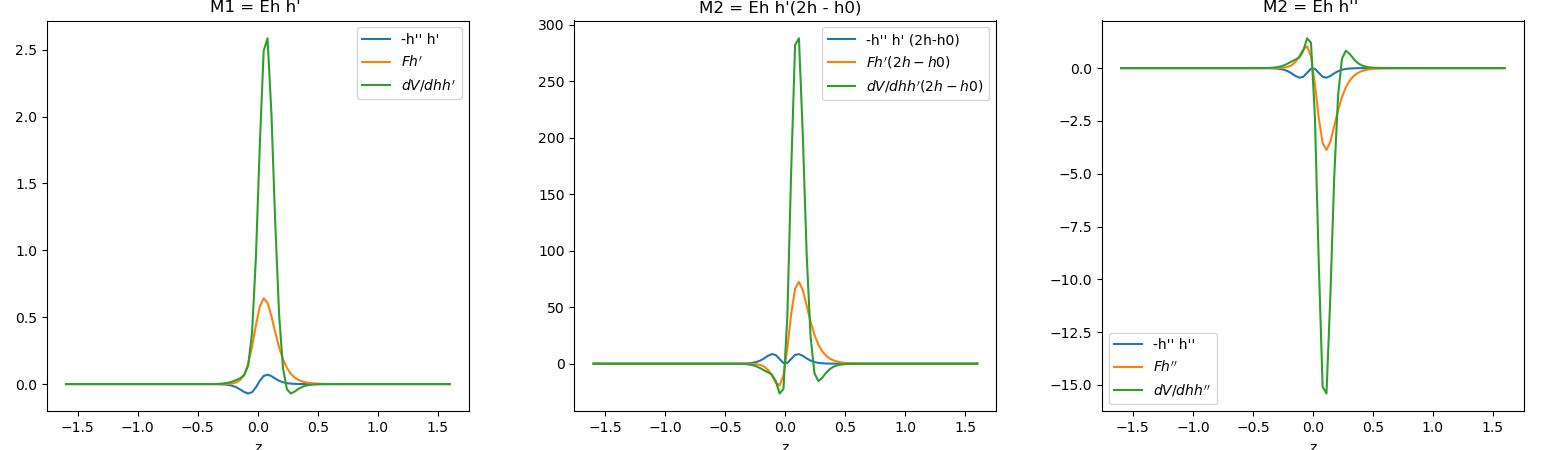 M1 = Eh h'
-h'' h'
Fh′
dV/dhh′
2.5
2.0
1.5
1.0
0.5
0.0
−1.5 −1.0 −0.5 0.0 0.5 1.0 1.5
z
M2 = Eh h'(2h - h0)
-h'' h' (2h-h0)
Fh′(2h − h0)
dV/dhh′(2h − h0)
300
250
200
150
100
50
0
−1.5 −1.0 −0.5 0.0 0.5 1.0 1.5
z
M2 = Eh h''
0.0
−2.5
−5.0
−7.5
−10.0
−12.5
−15.0
-h'' h''
Fh″
dV/dhh″
−1.5 −1.0 −0.5 0.0 0.5 1.0 1.5
z